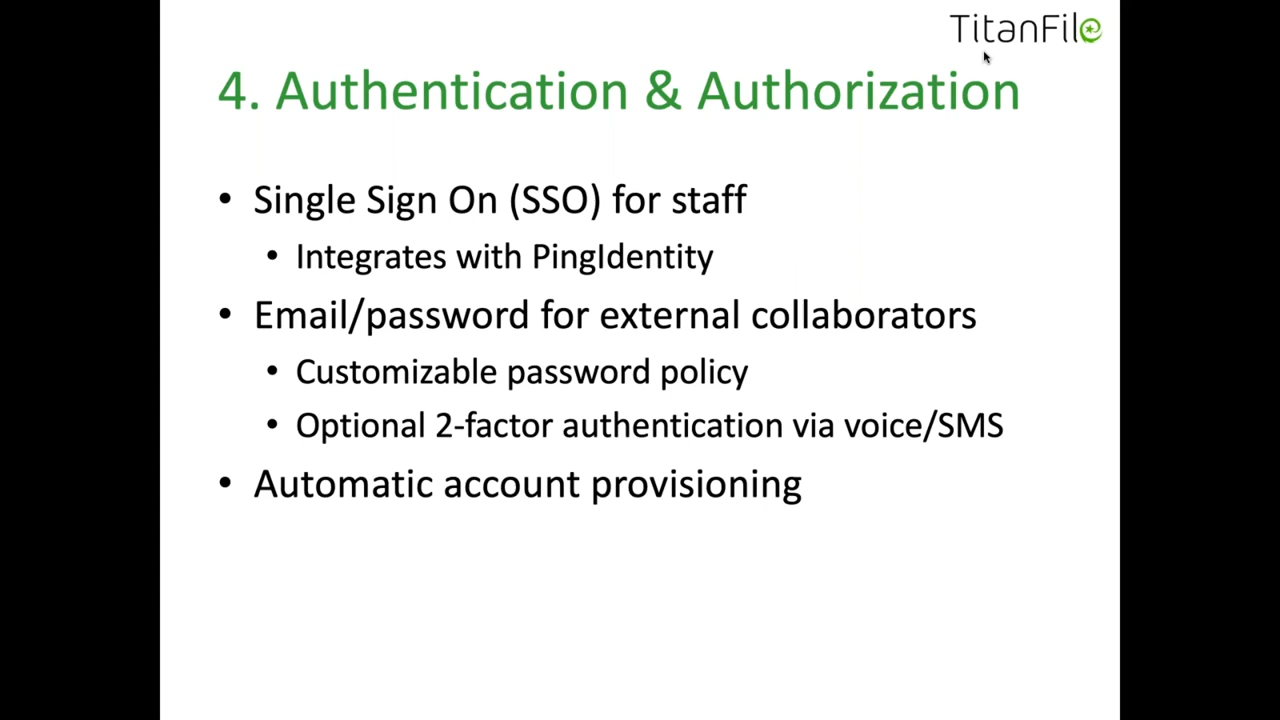 TitanFile
4. Authentication & Authorization
• Single Sign On (SSO) for staff
• Integrates with PingIdentity
• Email/password for external collaborators
• Customizable password policy
• Optional 2-factor authentication via voice/SMS
• Automatic account provisioning